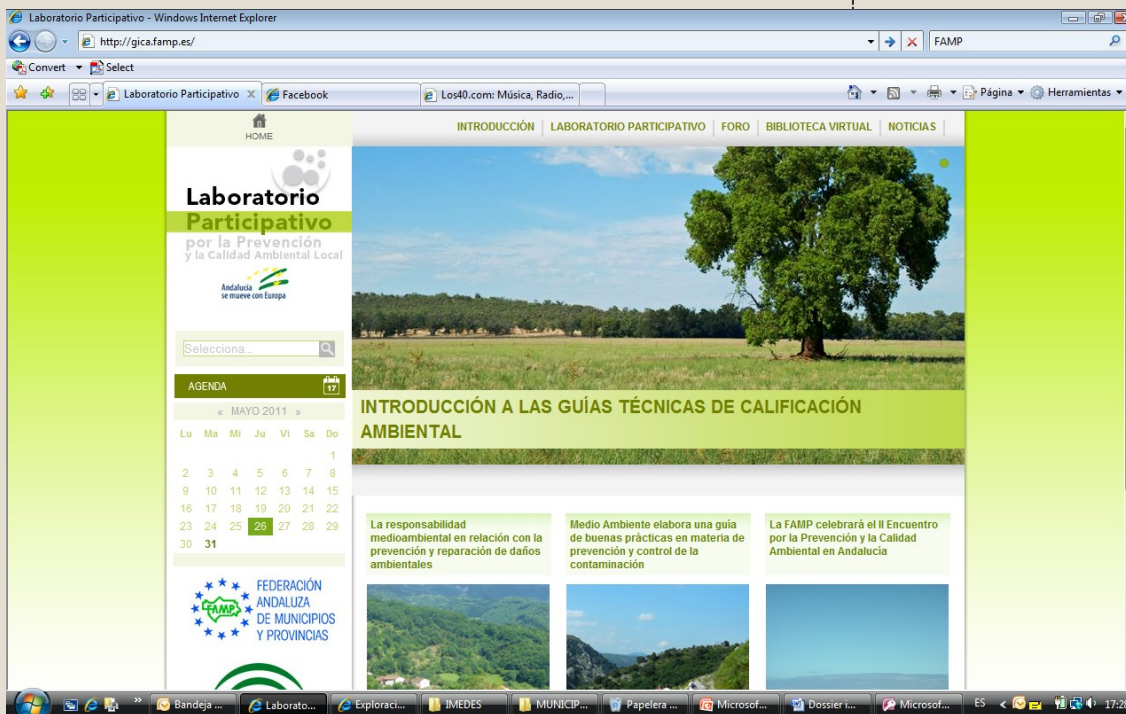 Laboratorio Participativo - Windows Internet Explorer
http://gica.famp.es/
FAMP
Convert Select
Laboratorio Participativo
Facebook
Los40.com: Música, Radio,...
Página
Herramientas
HOME
INTRODUCCIÓN
LABORATORIO PARTICIPATIVO
FORO
BIBLIOTECA VIRTUAL
NOTICIAS
Laboratorio
Participativo
por la Prevención
y la Calidad Ambiental Local
Andalucía
se mueve con Europa
Selecciona...
AGENDA
17
« MAYO 2011 »
Lu Ma Mi Ju Vi Sa Do
1
2 3 4 5 6 7 8
9 10 11 12 13 14 15
16 17 18 19 20 21 22
23 24 25 26 27 28 29
30 31
FAMP
FEDERACIÓN
ANDALUZA
DE MUNICIPIOS
Y PROVINCIAS
INTRODUCCIÓN A LAS GUÍAS TÉCNICAS DE CALIFICACIÓN
AMBIENTAL
La responsabilidad
medioambiental en relación con la
prevención y reparación de daños
ambientales
Medio Ambiente elabora una guía
de buenas prácticas en materia de
prevención y control de la
contaminación
La FAMP celebrará el II Encuentro
por la Prevención y la Calidad
Ambiental en Andalucía
Bandeja ...
Laborato...
Exploraci...
IMEDES
MUNICIP...
Papelera ...
Microsof...
Dossier i...
Microsof...
ES
17:28